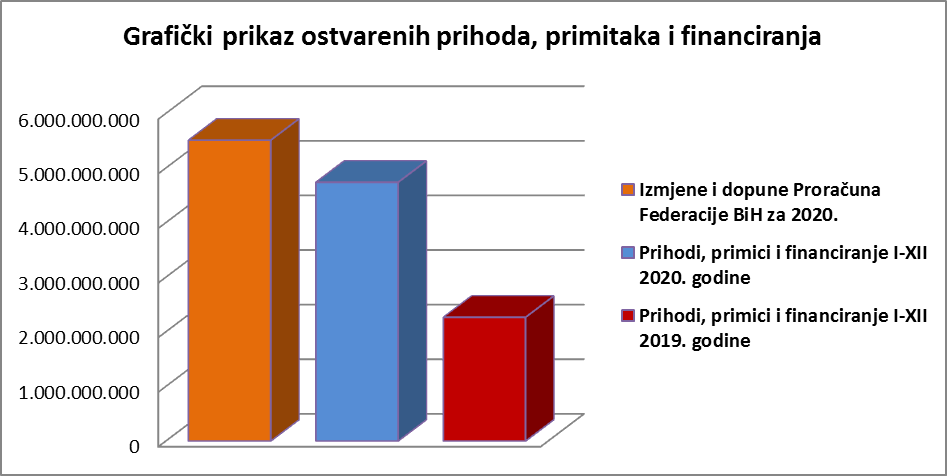 Grafički prikaz ostvarenih prihoda, primitaka i financiranja
6.000.000.000
5.000.000.000
4.000.000.000
3.000.000.000
2.000.000.000
1.000.000.000
0
Izmjene i dopune Proračuna
Federacije BiH za 2020.
Prihodi, primici i financiranje I-XII
2020. godine
Prihodi, primici i financiranje I-XII
2019. godine